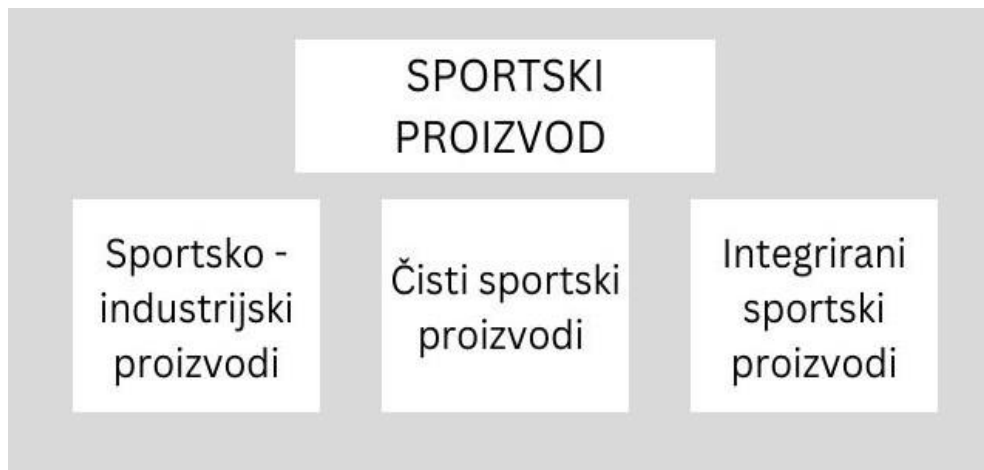 SPORTSKI
PROIZVOD
Sportsko -
industrijski
proizvodi
Čisti sportski
proizvodi
Integrirani
sportski
proizvodi